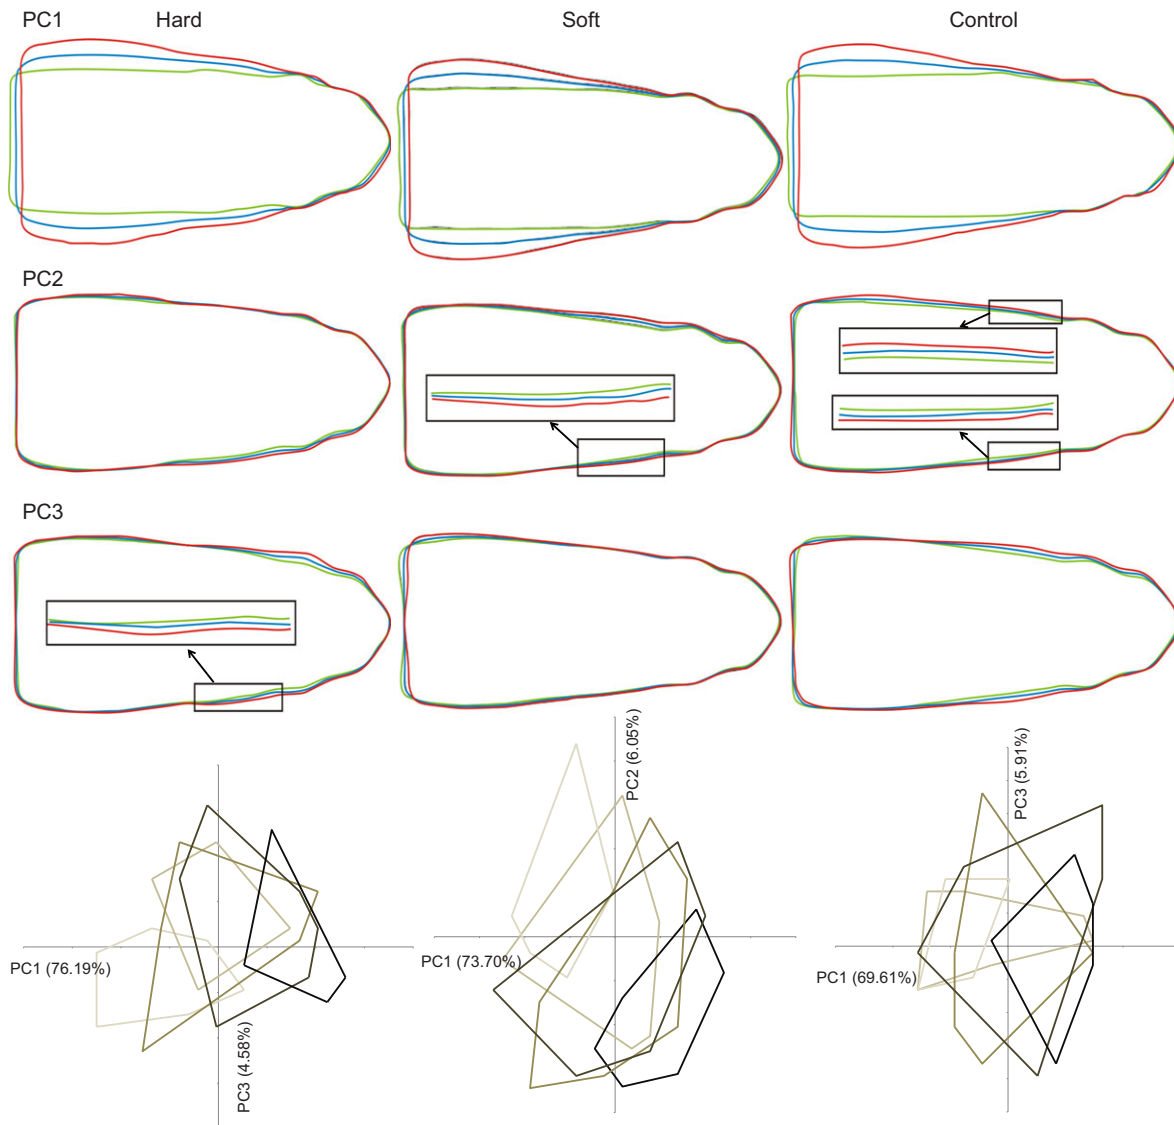 PC1 Hard Soft Control
PC2
PC3
PC2 (6.05%)
PC3 (5.91%)
PC1 (76.19%)
PC1 (73.70%)
PC1 (69.61%)
PC3 (4.58%)